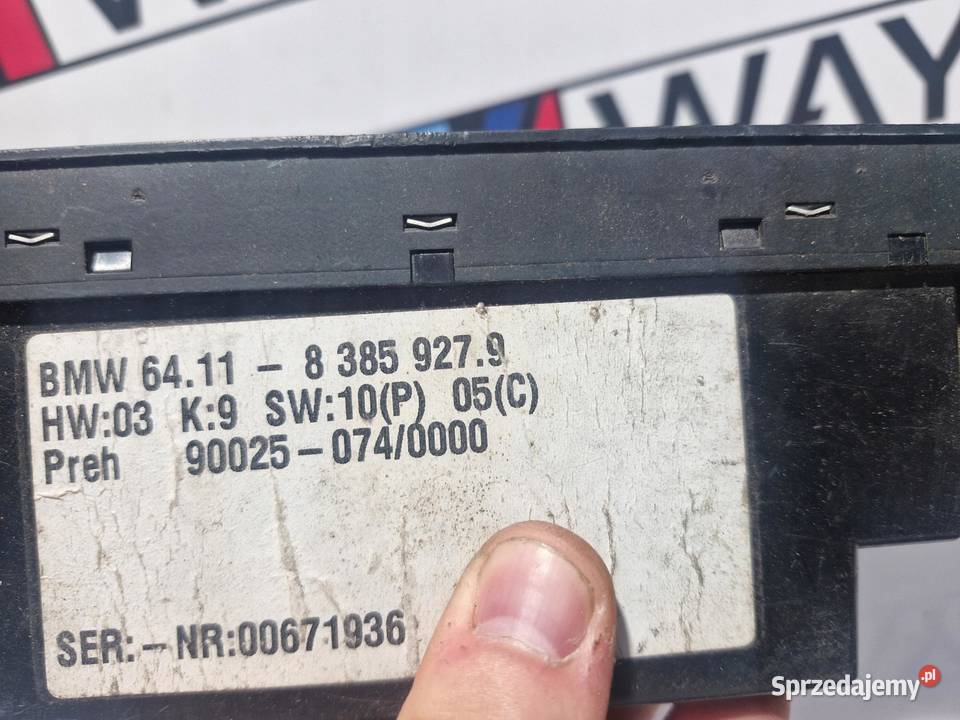 WAY
BMW 64.11 – 8 385 927.9
HW:03 K:9 SW:10(P) 05(C)
Preh 90025–074/0000
SER:–NR:00671936
Sprzedajemy.pl